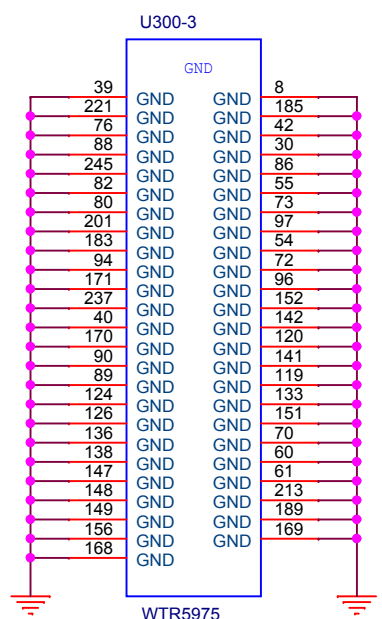 U300-3
GND
39 GND GND 8
221 GND GND 185
76 GND GND 42
88 GND GND 30
245 GND GND 86
82 GND GND 55
80 GND GND 73
201 GND GND 97
183 GND GND 54
94 GND GND 72
171 GND GND 96
237 GND GND 152
40 GND GND 142
170 GND GND 120
90 GND GND 141
89 GND GND 119
124 GND GND 133
126 GND GND 151
136 GND GND 70
138 GND GND 60
147 GND GND 61
148 GND GND 213
149 GND GND 189
156 GND GND 169
168 GND
WTR5975